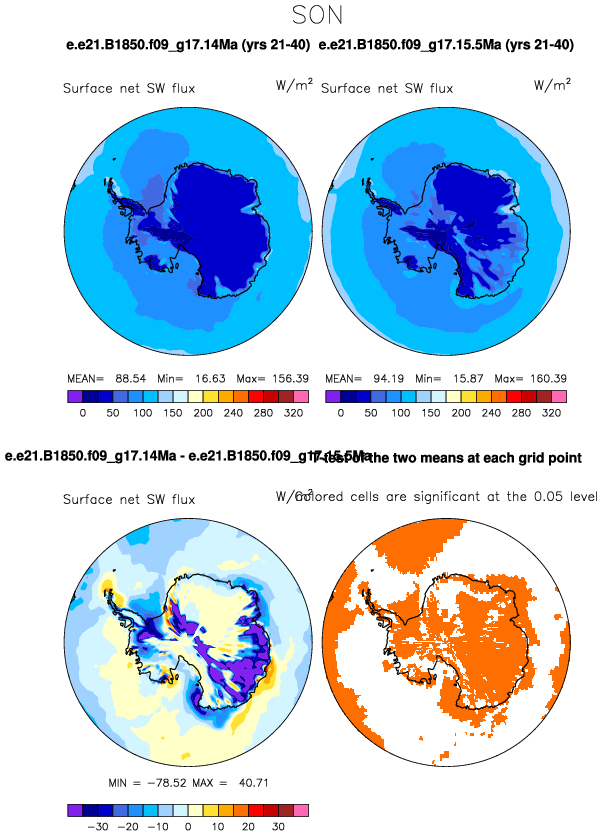 SON
e.e21.B1850.f09_g17.14Ma (yrs 21-40) e.e21.B1850.f09_g17.15.5Ma (yrs 21-40)
Surface net SW flux W/m² Surface net SW flux W/m²
MEAN= 88.54 Min= 16.63 Max= 156.39 MEAN= 94.19 Min= 15.87 Max= 160.39
0 50 100 150 200 240 280 320 0 50 100 150 200 240 280 320
e.e21.B1850.f09_g17.14Ma - e.e21.B1850.f09_g17.15.5Ma T-test of the two means at each grid point
Surface net SW flux W/m² Colored cells are significant at the 0.05 level
MIN = -78.52 MAX = 40.71
-30 -20 -10 0 10 20 30